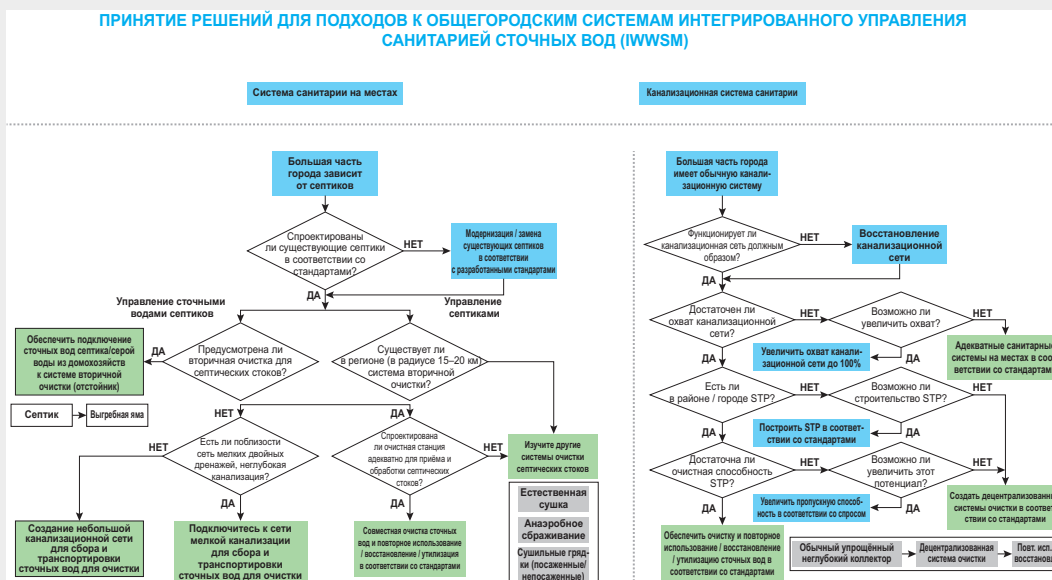 ПРИНЯТИЕ РЕШЕНИЙ ДЛЯ ПОДХОДОВ К ОБЩЕГОРОДСКИМ СИСТЕМАМ ИНТЕГРИРОВАННОГО УПРАВЛЕНИЯ
САНИТАРИЕЙ СТОЧНЫХ ВОД (IWWSM)
Система санитарии на местах
Канализационная система санитарии
Большая часть
города зависит
от септиков
Спроектированы
ли существующие септики
в соответствии со
стандартами?
НЕТ
Модернизация / замена
существующих септиков
в соответствии
с разработанными стандартами
ДА
Управление сточными
водами септиков
Управление
септиками
Обеспечить подключение
сточных вод септика/серой
воды из домохозяйств
к системе вторичной
очистки (отстойник)
ДА
Предусмотрена ли
вторичная очистка для
септических стоков?
Существует ли
в регионе (в радиусе 15–20 км)
система вторичной
очистки?
Септик
Выгребная яма
НЕТ
ДА
НЕТ
Есть ли поблизости
сеть мелких двойных
дренажей, неглубокая
канализация?
Спроектирована
ли очистная станция
адекватно для приёма и
обработки септических
стоков?
НЕТ
Изучите другие
системы очистки
септических стоков
ДА
ДА
Естественная
сушка
Анаэробное
сбраживание
Сушильные гряд-
ки (посаженные/
непосаженные)
Создание небольшой
канализационной сети
для сбора и
транспортировки
сточных вод для очистки
Подключитесь к сети
мелкой канализации
для сбора и
транспортировки
сточных вод для очистки
Совместная очистка сточных
вод и повторное использование
/ восстановление / утилизация
в соответствии со стандартами
Большая часть города
имеет обычную канали-
зационную систему
Функционирует ли
канализационная сеть должным
образом?
НЕТ
Восстановление
канализационной
сети
ДА
Достаточен ли
охват канализационной
сети?
НЕТ
Возможно ли
увеличить охват?
НЕТ
Увеличить охват канали-
зационной сети до 100%
ДА
ДА
Адекватные санитарные
системы на местах в соо
ветствии со стандартам
Есть ли
в районе / городе STP?
НЕТ
Возможно ли
строительство STP?
НЕТ
Построить STP в соответ-
ствии со стандартами
ДА
ДА
Достаточна ли
очистная способность
STP?
НЕТ
Возможно ли
увеличить этот
потенциал?
НЕТ
Увеличить пропускную способ-
ность в соответствии со спросом
ДА
ДА
Создать децентрализованн
системы очистки в соответ
ствии со стандартами
Обеспечить очистку и повторное
использование / восстановление
/ утилизацию сточных вод в
соответствии со стандартами
Обычный упрощённый
неглубокий коллектор
Децентрализованная
система очистки
Повт. исп.
восстанов